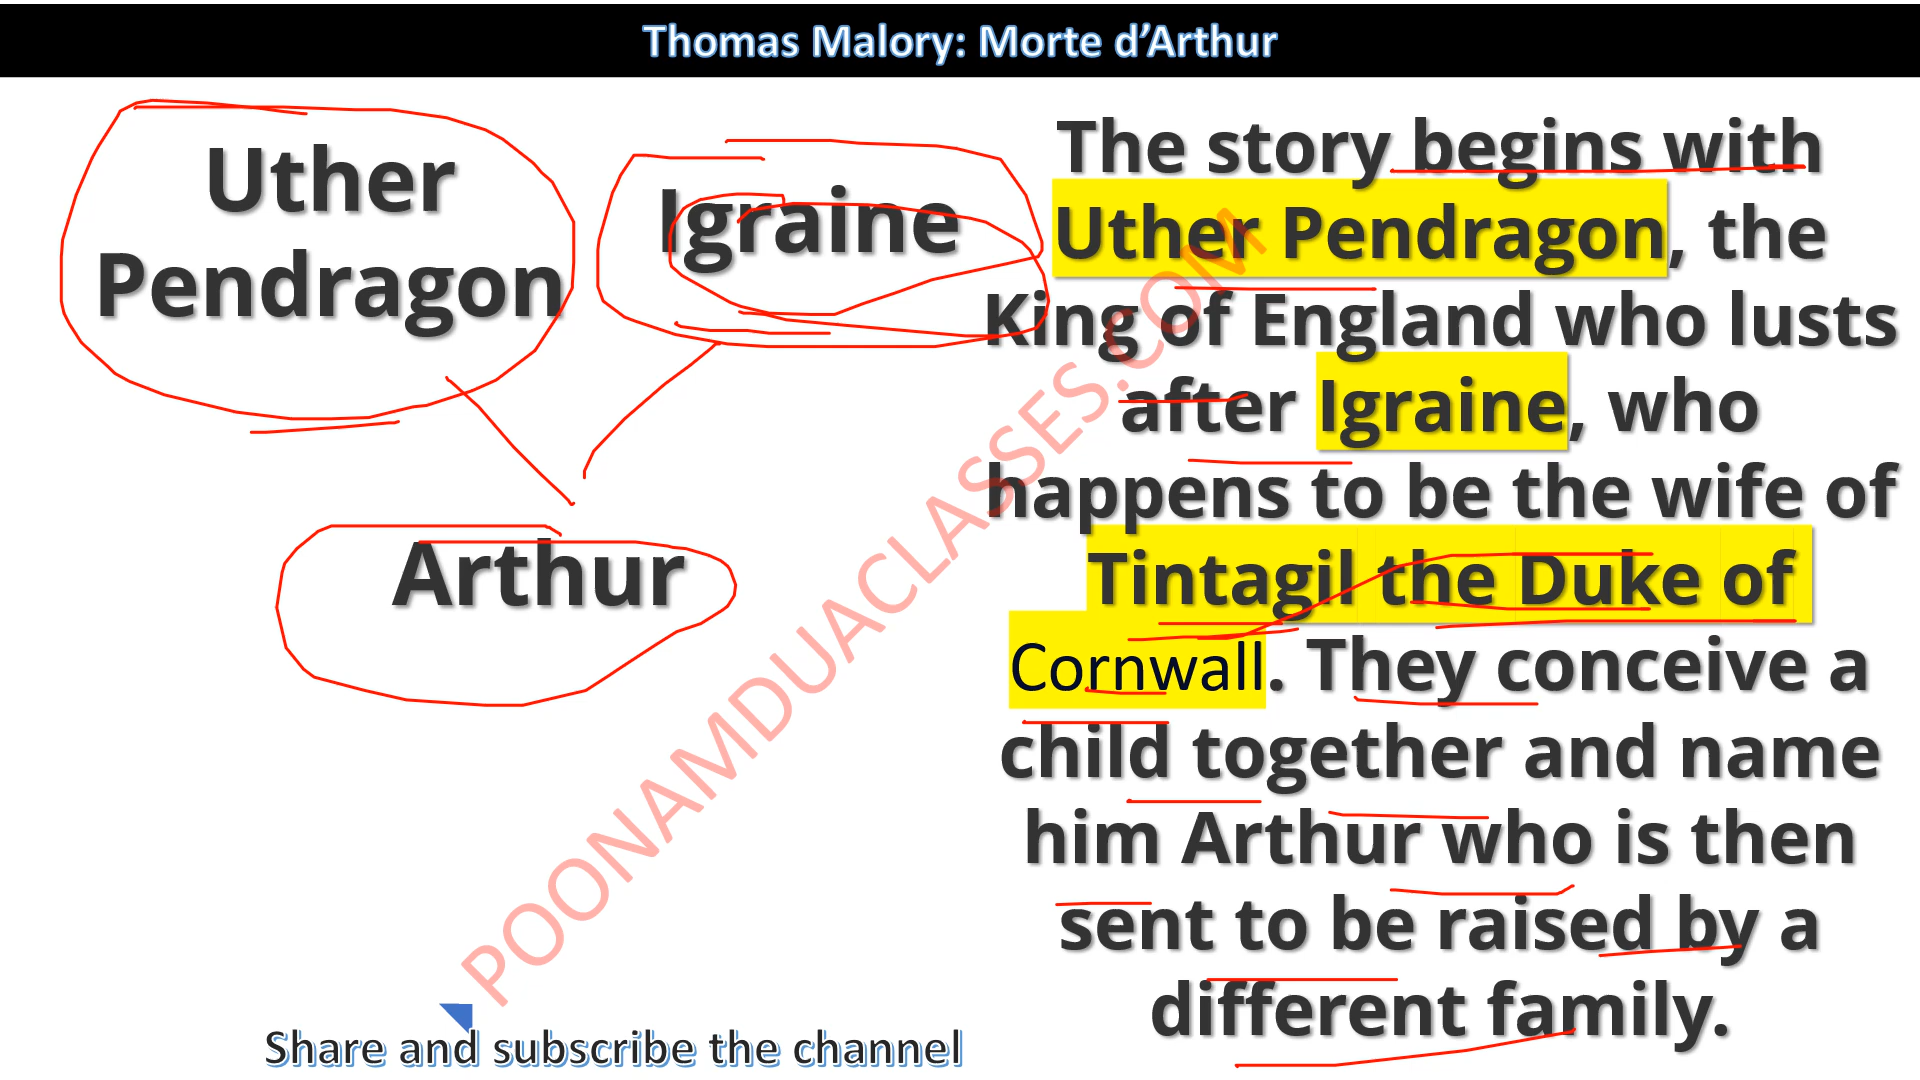 Thomas Malory: Morte d’Arthur
Uther
Pendragon
Igraine
Arthur
The story begins with
Uther Pendragon, the
King of England who lusts
after Igraine, who
happens to be the wife of
Tintagil the Duke of
Cornwall. They conceive a
child together and name
him Arthur who is then
sent to be raised by a
different family.
POONAMDUACLASSES.COM
Share and subscribe the channel